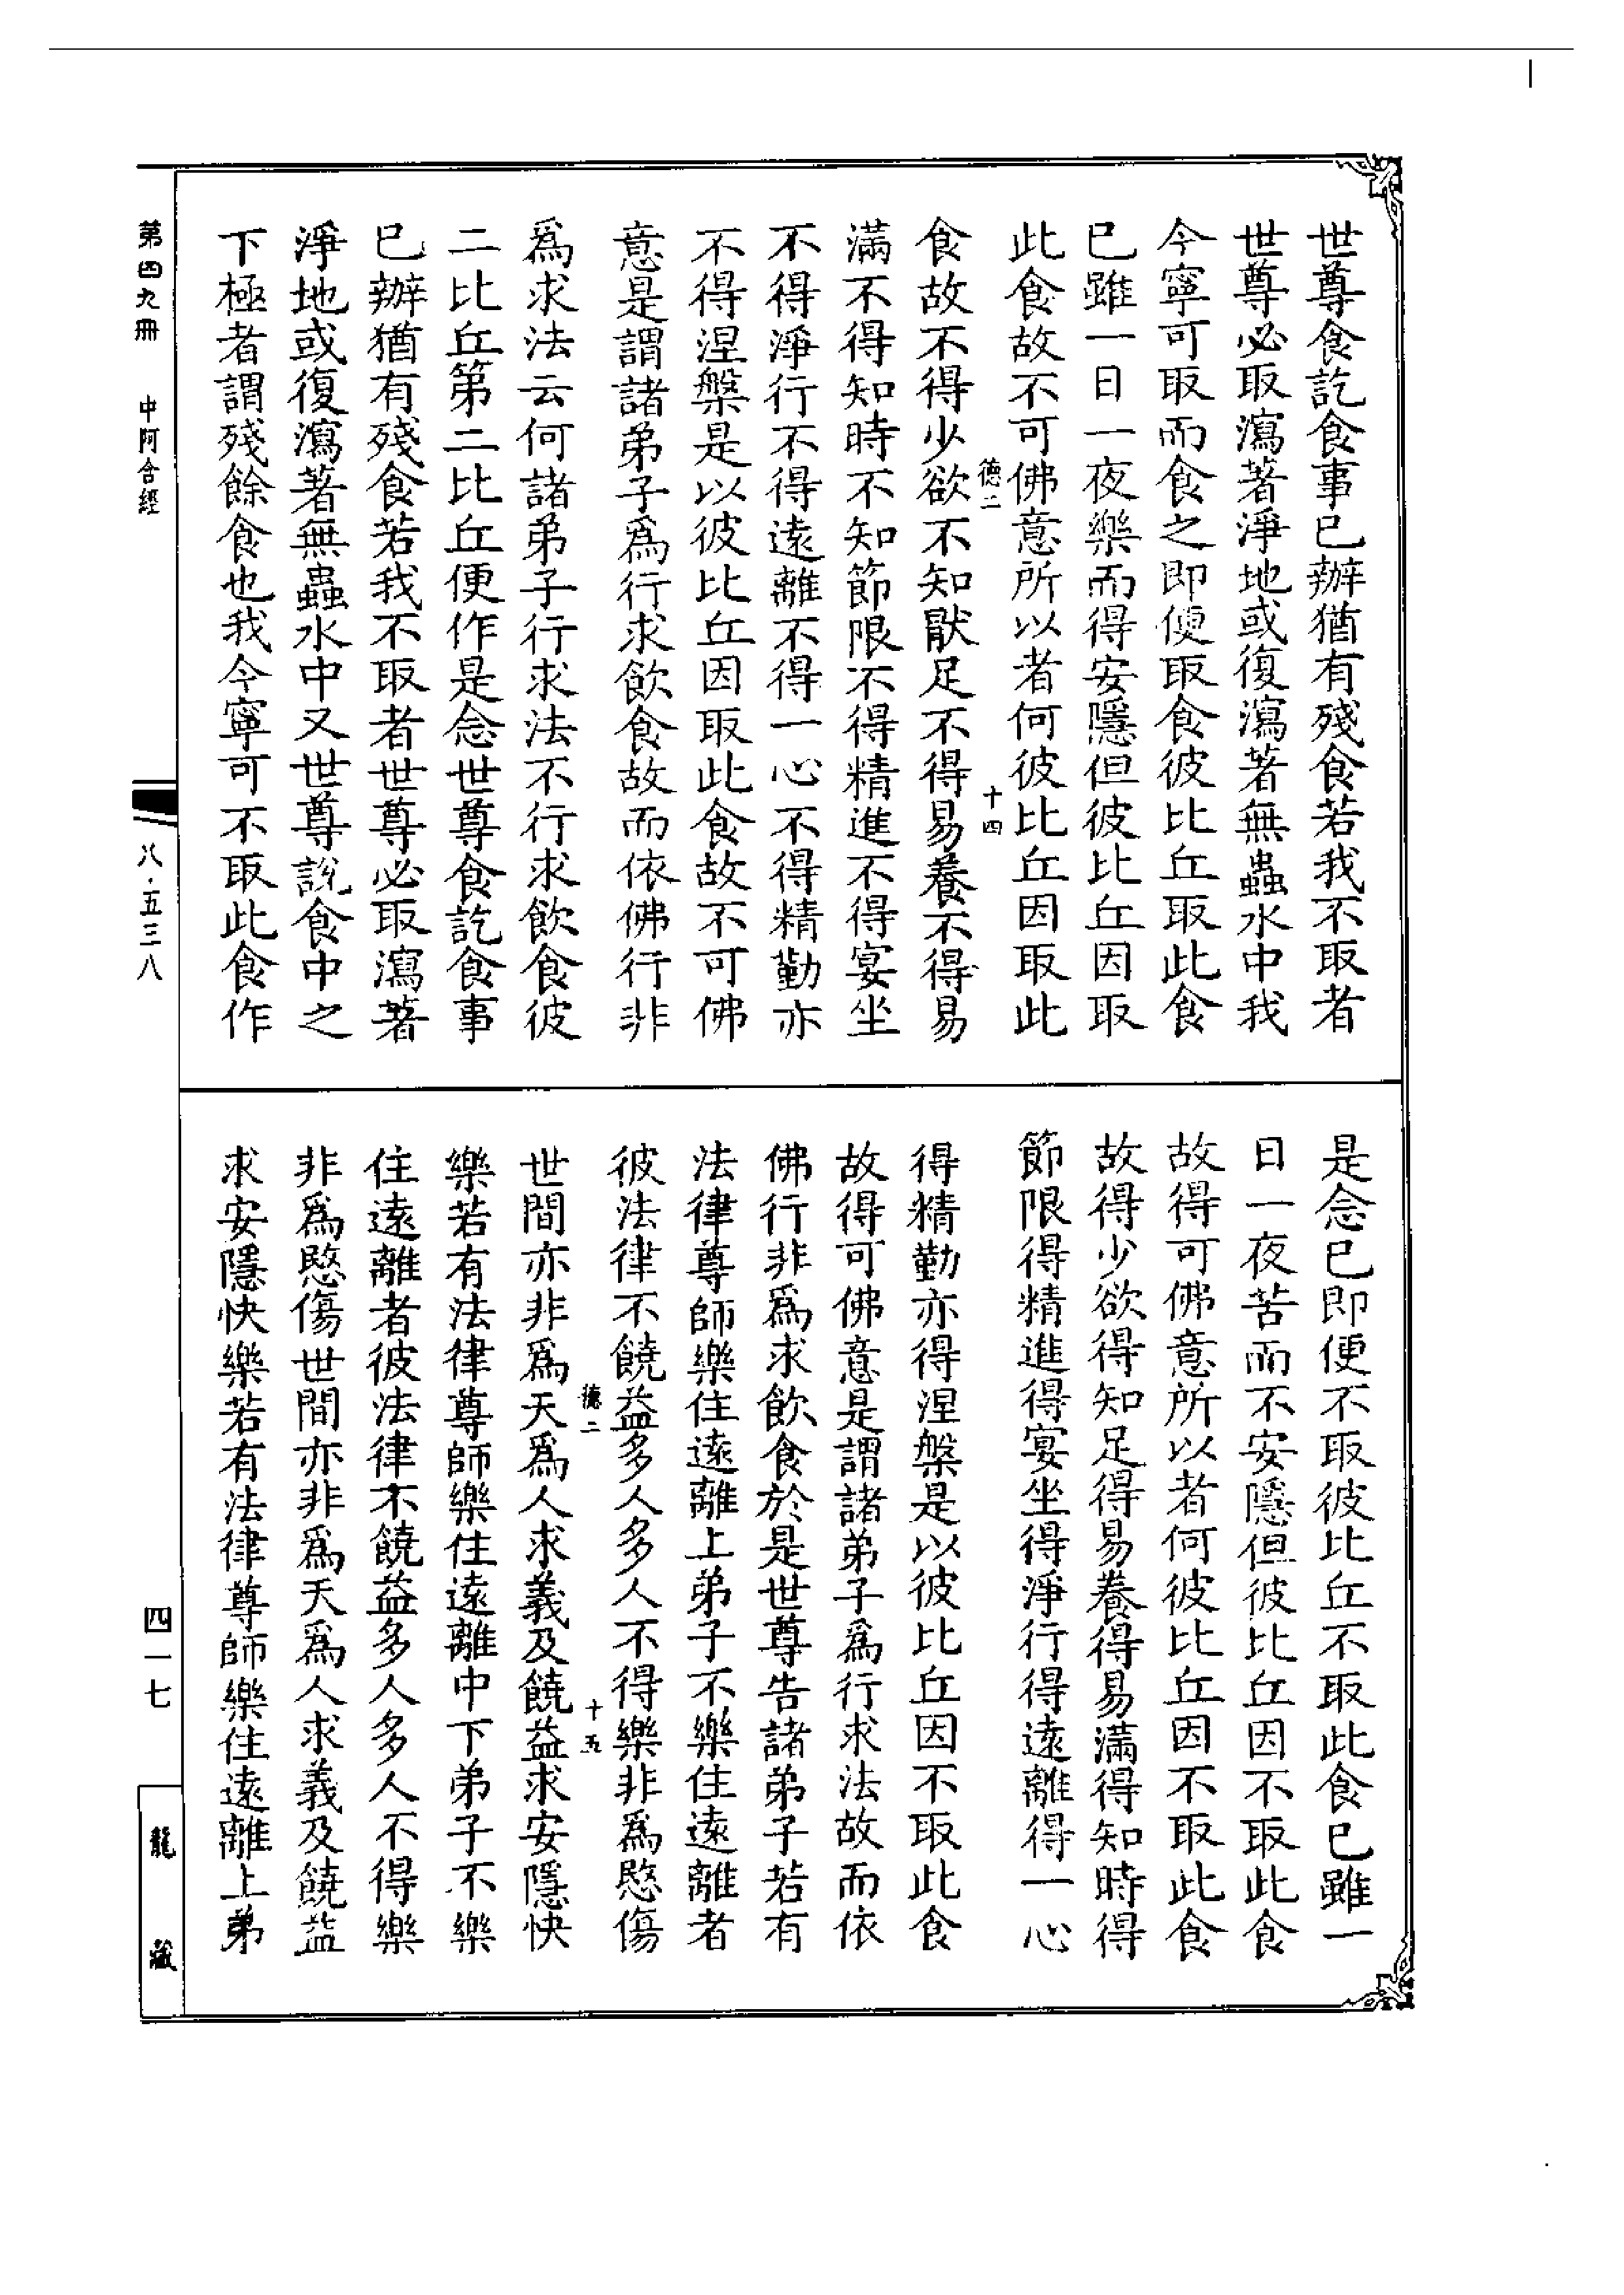 世尊食訖食事已辦猶有殘食若我不取者
世尊必取瀉著淨地或復瀉著無蟲水中我
今寧可取而食之即便取食彼比丘取此食
已雖一日一夜樂而得安隱但彼比丘因取
此食故不可佛意所以者何彼比丘因取此
德二
十四
食故不得少欲不知猒足不得易養不得易
滿不得知時不知節限不得精進不得宴坐
不得淨行不得遠離不得一心不得精勤亦
不得涅槃是以彼比丘因取此食故不可佛
意是謂諸弟子爲行求飲食故而依佛行非
爲求法云何諸弟子行求法不行求飲食彼
二比丘第二比丘便作是念世尊食訖食事
已辦猶有殘食若我不取者世尊必取瀉著
淨地或復瀉著無蟲水中又世尊說食中之
下極者謂殘餘食也我今寧可不取此食作
是念已即便不取彼比丘不取此食已雖一
日一夜苦而不安隱但彼比丘因不取此食
故得可佛意所以者何彼比丘因不取此食
故得少欲得知足得易養得易滿得知時得
節限得精進得宴坐得淨行得遠離得一心
得精勤亦得涅槃是以彼比丘因不取此食
故得可佛意是謂諸弟子爲行求法故而依
佛行非爲求飲食於是世尊告諸弟子若有
法律尊師樂住遠離上弟子不樂住遠離者
彼法律不饒益多人多人不得樂非爲愍傷
德二
十五
世間亦非爲天爲人求義及饒益求安隱快
樂若有法律尊師樂住遠離中下弟子不樂
住遠離者彼法律不饒益多人多人不得樂
非爲愍傷世間亦非爲天爲人求義及饒益
求安隱快樂若有法律尊師樂住遠離上弟
第四九冊
中阿含經
八·五三八
四一七
龍藏